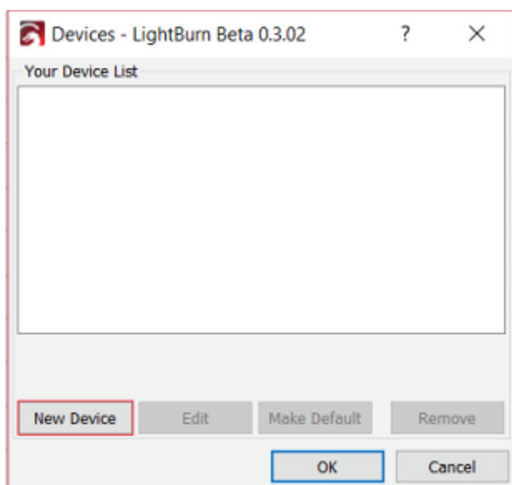 Devices - LightBurn Beta 0.3.02 ?
Your Device List
New Device Edit Make Default Remove
OK Cancel